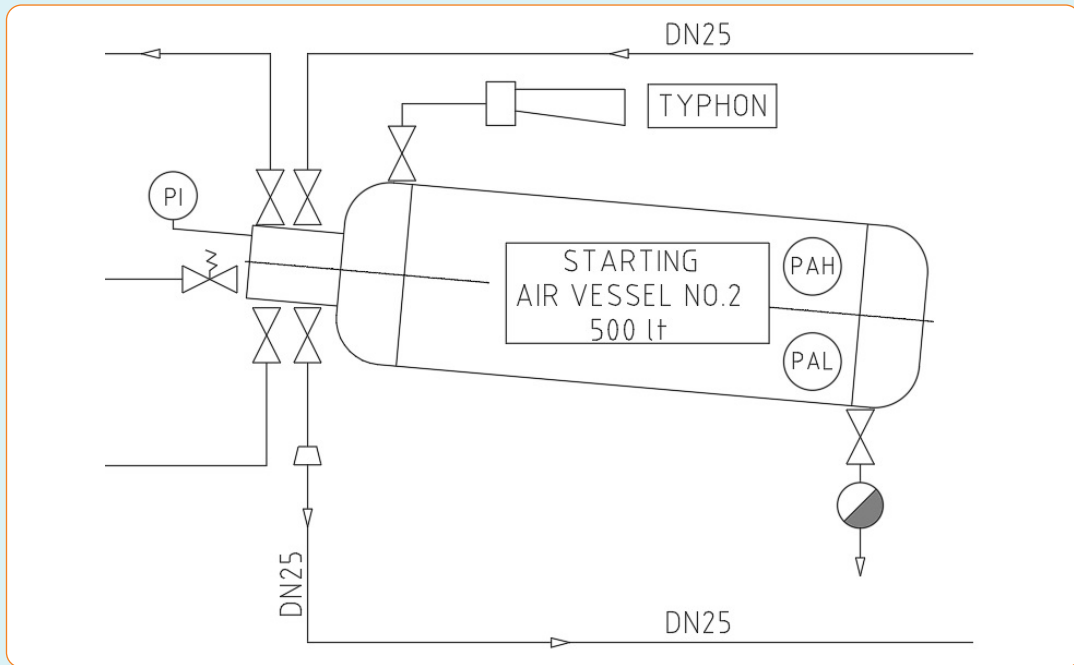 DN25
TYPHON
PI
STARTING
AIR VESSEL NO.2
500 lt
PAH
PAL
DN25
DN25